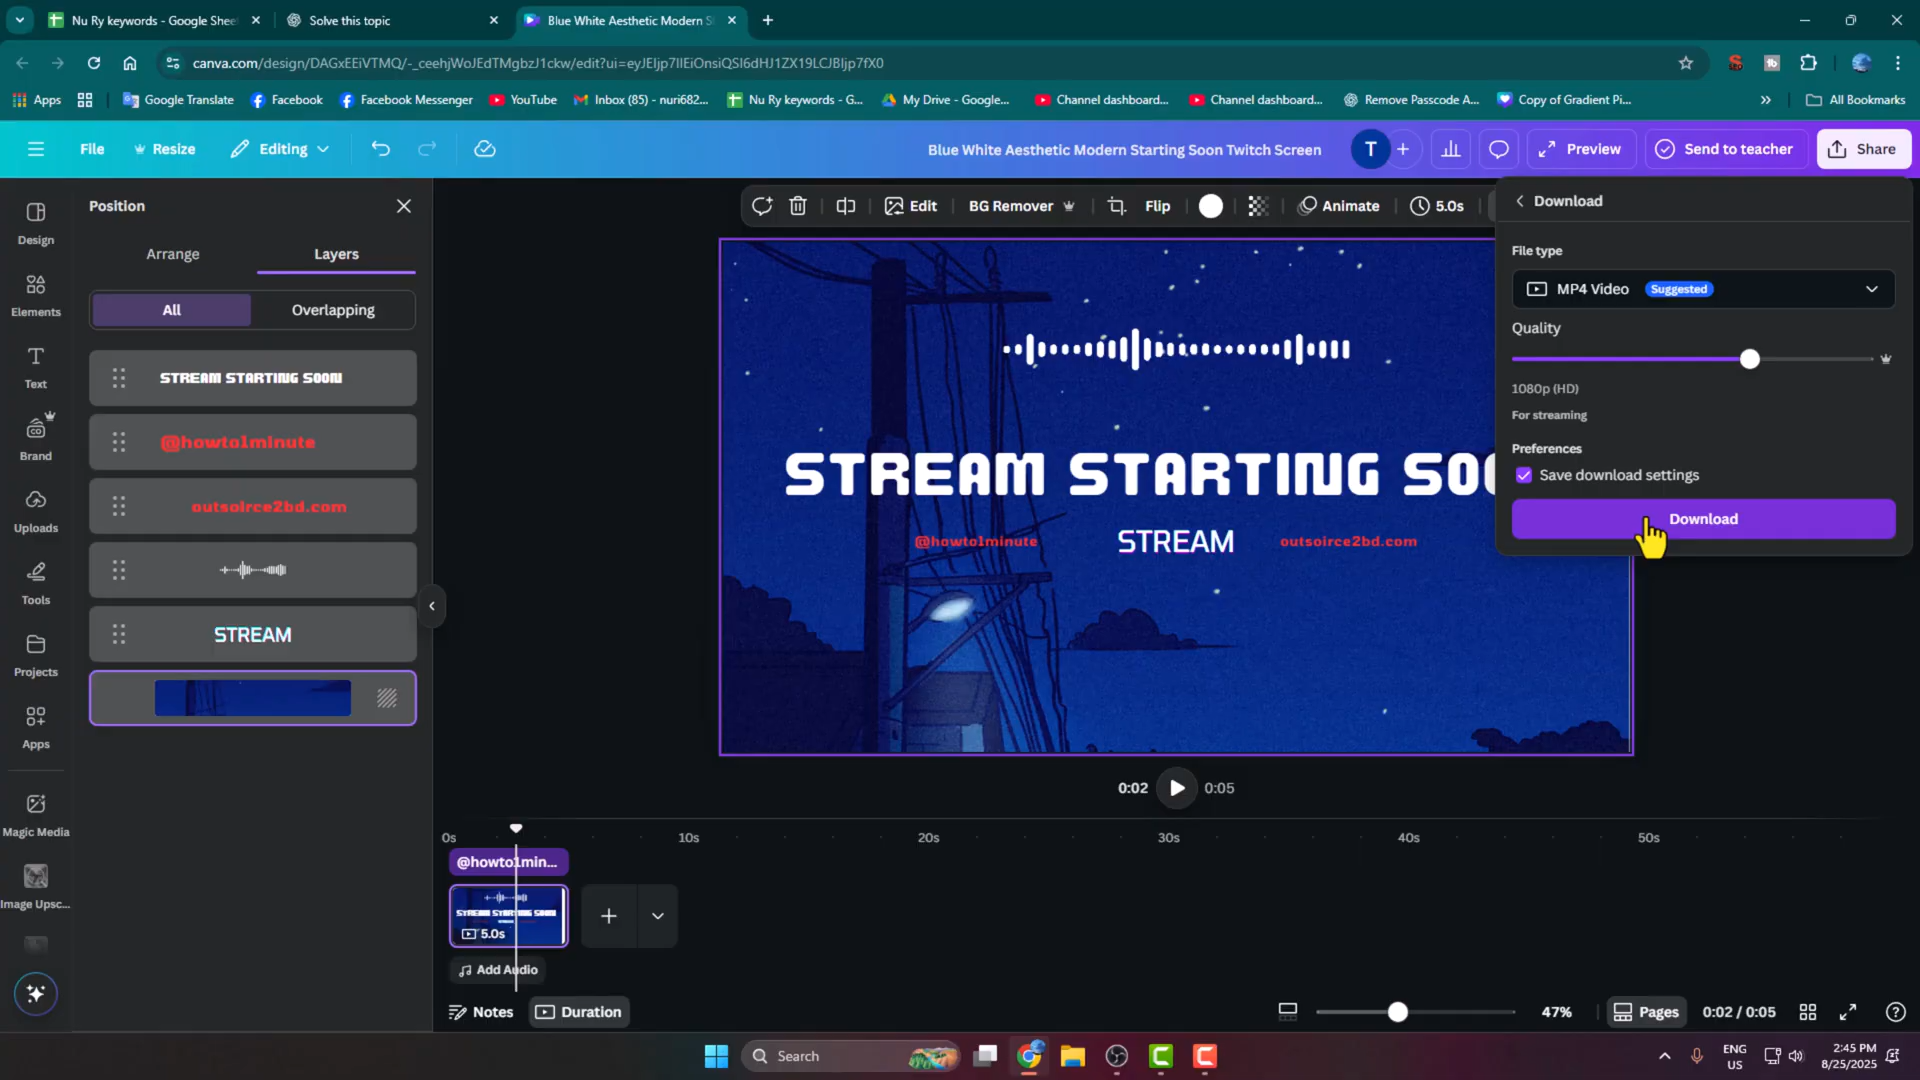 Nu Ry keywords - Google Shee
Solve this topic
Blue White Aesthetic Modern S
canva.com/design/DAGxEEiVTMQ/-_ceehjWoJEdTMgbzJ1ckw/edit?ui=eyJEIjp7IlEiOnsiQSI6dHJ1ZX19LCJBIjp7fX0
Apps
Google Translate
Facebook
Facebook Messenger
YouTube
Inbox (85) - nuri682...
Nu Ry keywords - G...
My Drive - Google...
Channel dashboard...
Channel dashboard...
Remove Passcode A...
Copy of Gradient Pi...
All Bookmarks
File
Resize
Editing
Blue White Aesthetic Modern Starting Soon Twitch Screen
T
Preview
Send to teacher
Share
Design
Elements
Text
Brand
Uploads
Tools
Projects
Apps
Magic Media
Image Upsc...
Position
Arrange
Layers
All
Overlapping
STREAM STARTING SOON
@howto1minute
outsoirce2bd.com
STREAM
Edit
BG Remover
Flip
Animate
5.0s
STREAM STARTING SOO
@howto1minute
STREAM
outsoirce2bd.com
Download
File type
MP4 Video
Suggested
Quality
1080p (HD)
For streaming
Preferences
Save download settings
Download
0:02
0:05
0s
10s
20s
30s
40s
50s
@howto1min...
STREAM STARTING SOON
5.0s
Add Audio
Notes
Duration
47%
Pages
0:02 / 0:05
Search
ENG
US
2:45 PM
8/25/2025